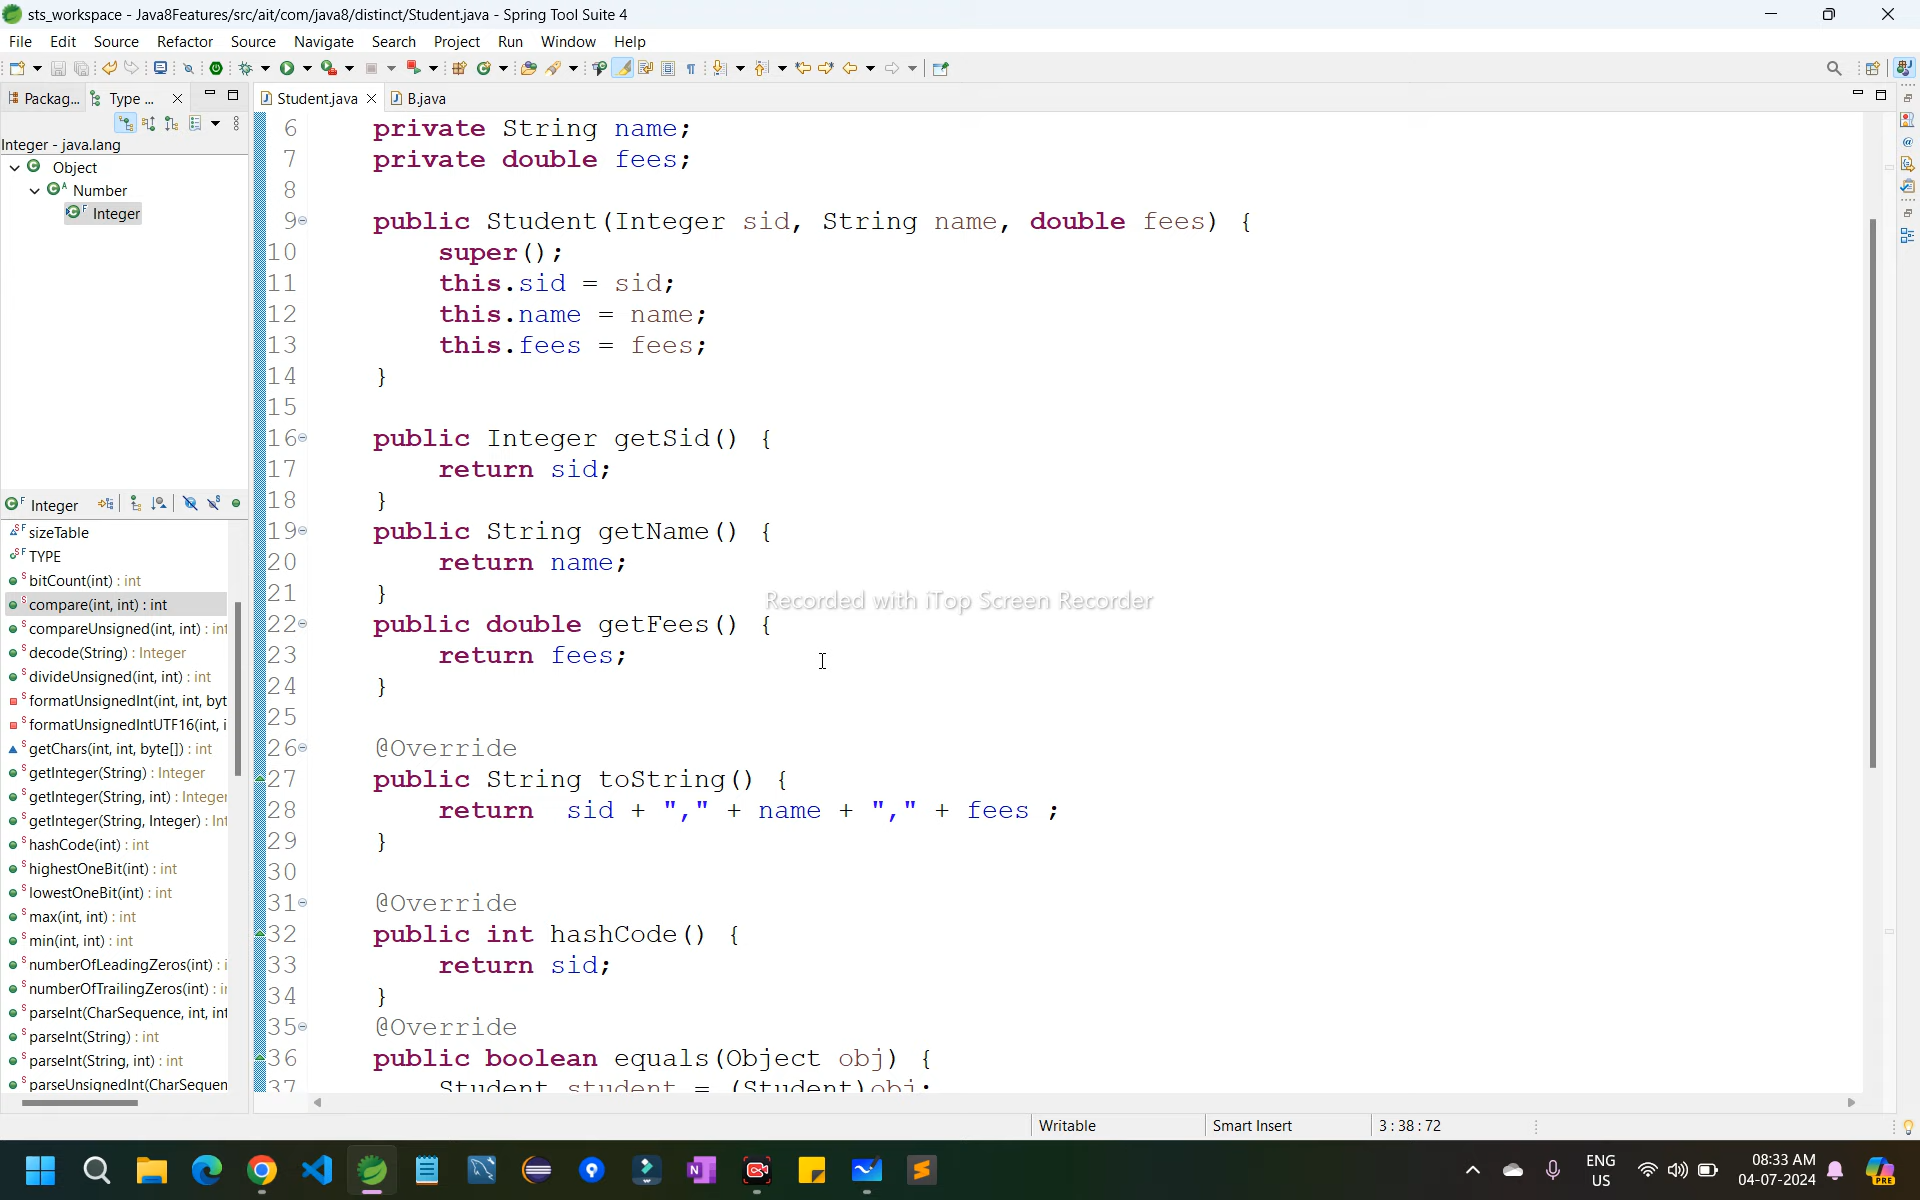 sts_workspace - Java8Features/src/ait/com/java8/distinct/Student.java - Spring Tool Suite 4
File Edit Source Refactor Source Navigate Search Project Run Window Help
Packag... Type ... Student.java B.java
Integer - java.lang
Object
Number
Integer
Integer
sizeTable
TYPE
bitCount(int) : int
compare(int, int) : int
compareUnsigned(int, int) : int
decode(String) : Integer
divideUnsigned(int, int) : int
formatUnsignedInt(int, int, byt
formatUnsignedIntUTF16(int, i
getChars(int, int, byte[]) : int
getInteger(String) : Integer
getInteger(String, int) : Integer
getInteger(String, Integer) : Int
hashCode(int) : int
highestOneBit(int) : int
lowestOneBit(int) : int
max(int, int) : int
min(int, int) : int
numberOfLeadingZeros(int) : i
numberOfTrailingZeros(int) : in
parseInt(CharSequence, int, int
parseInt(String) : int
parseInt(String, int) : int
parseUnsignedInt(CharSequen
6 private String name;
7 private double fees;
8
9 public Student(Integer sid, String name, double fees) {
10 super();
11 this.sid = sid;
12 this.name = name;
13 this.fees = fees;
14 }
15
16 public Integer getSid() {
17 return sid;
18 }
19 public String getName() {
20 return name;
21 }
22 public double getFees() {
23 return fees;
24 }
25
26 @Override
27 public String toString() {
28 return sid + "," + name + "," + fees ;
29 }
30
31 @Override
32 public int hashCode() {
33 return sid;
34 }
35 @Override
36 public boolean equals(Object obj) {
37 Student student = (Student)obj;
Recorded with iTop Screen Recorder
Writable Smart Insert 3 : 38 : 72
ENG
US
08:33 AM
04-07-2024
PRE